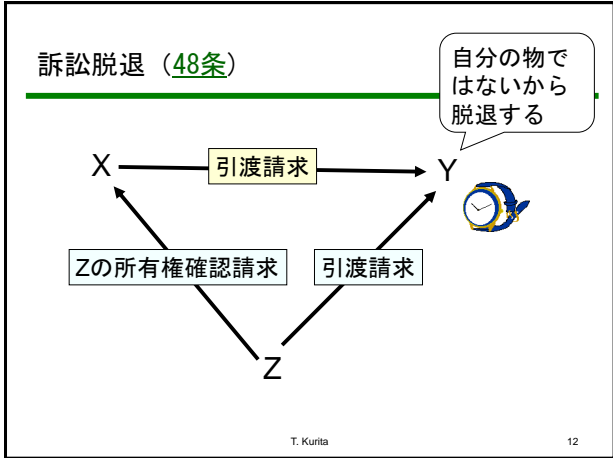 訴訟脱退（48条）
自分の物で
はないから
脱退する
X
引渡請求
Y
Zの所有権確認請求
引渡請求
Z
T. Kurita
12